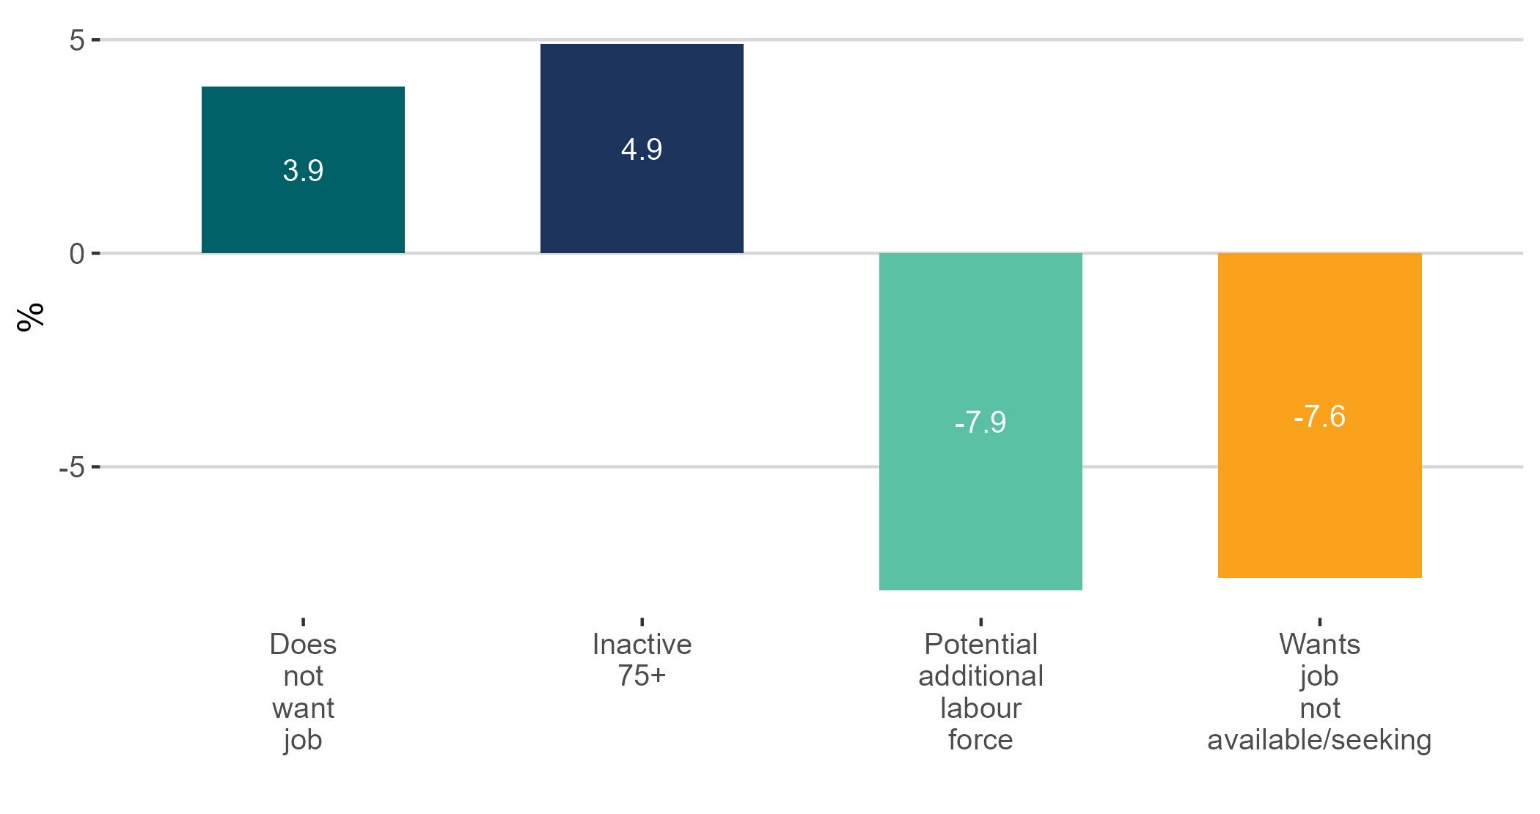 5
0
-5
%
3.9
4.9
-7.9
-7.6
Does
not
want
job
Inactive
75+
Potential
additional
labour
force
Wants
job
not
available/seeking